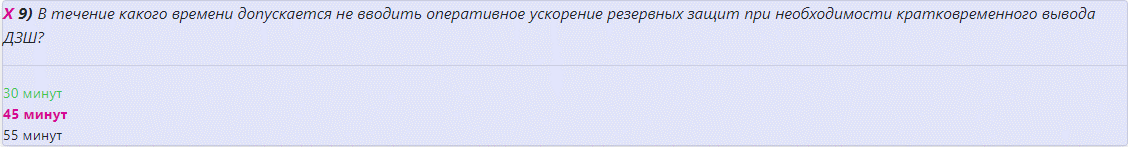 X 9) В течение какого времени допускается не вводить оперативное ускорение резервных защит при необходимости кратковременного вывода
ДЗШ?
30 минут
45 минут
55 минут